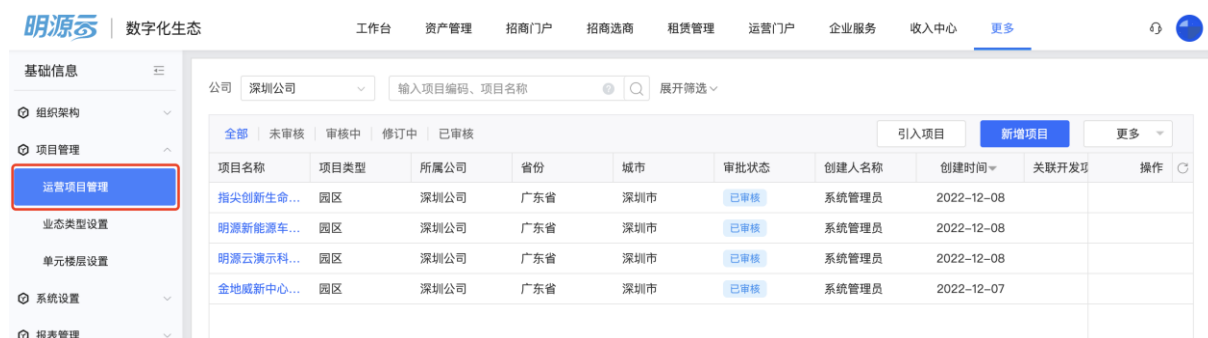 明源云 数字化生态 工作台 资产管理 招商门户 招商选商 租赁管理 运营门户 企业服务 收入中心 更多
基础信息
组织架构
项目管理
运营项目管理
业态类型设置
单元楼层设置
系统设置
报表管理
公司 深圳公司 输入项目编码、项目名称 展开筛选
全部 未审核 审核中 修订中 已审核 引入项目 新增项目 更多
项目名称 项目类型 所属公司 省份 城市 审批状态 创建人名称 创建时间 关联开发项 操作
指尖创新生命... 园区 深圳公司 广东省 深圳市 已审核 系统管理员 2022-12-08
明源新能源车... 园区 深圳公司 广东省 深圳市 已审核 系统管理员 2022-12-08
明源云演示科... 园区 深圳公司 广东省 深圳市 已审核 系统管理员 2022-12-08
金地威新中心... 园区 深圳公司 广东省 深圳市 已审核 系统管理员 2022-12-07